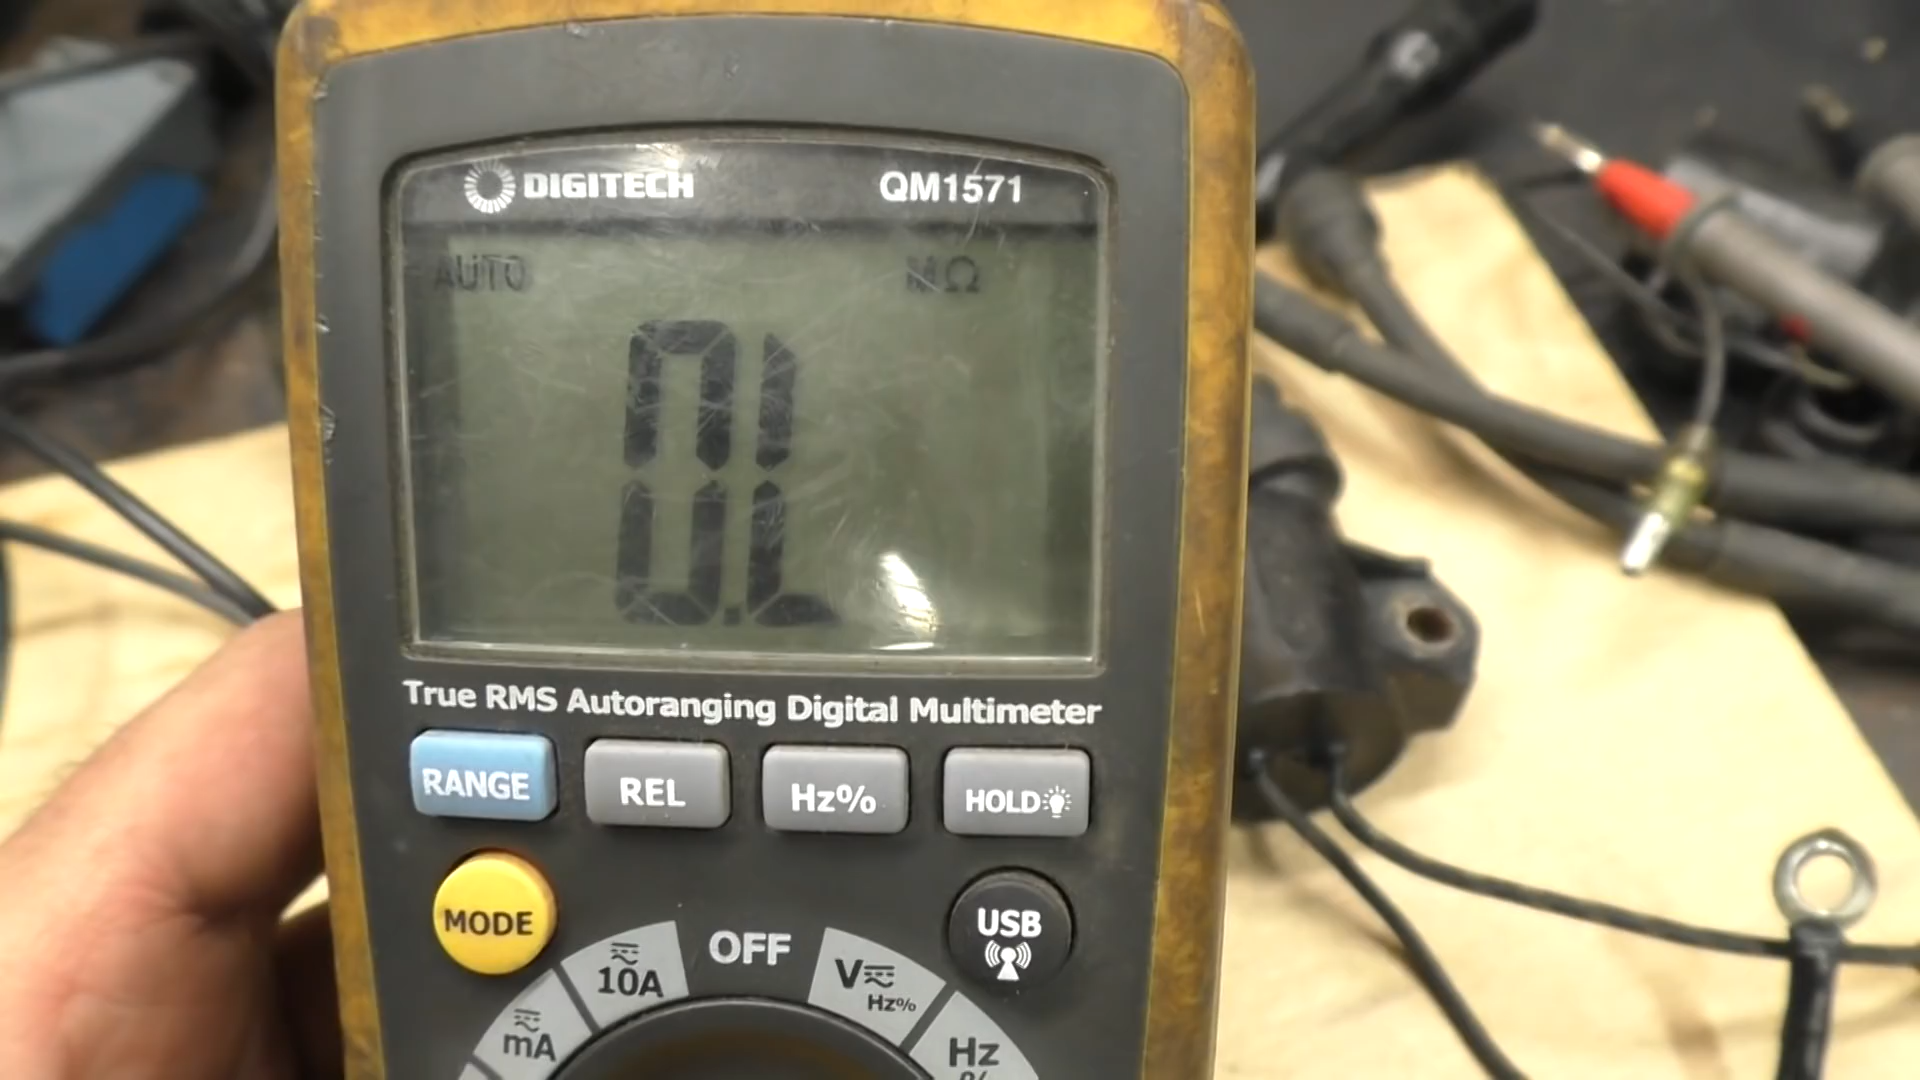 DIGITECH QM1571
AUTO MΩ
0.L
True RMS Autoranging Digital Multimeter
RANGE REL Hz% HOLD
MODE USB
OFF
10A V
Hz%
mA Hz
%